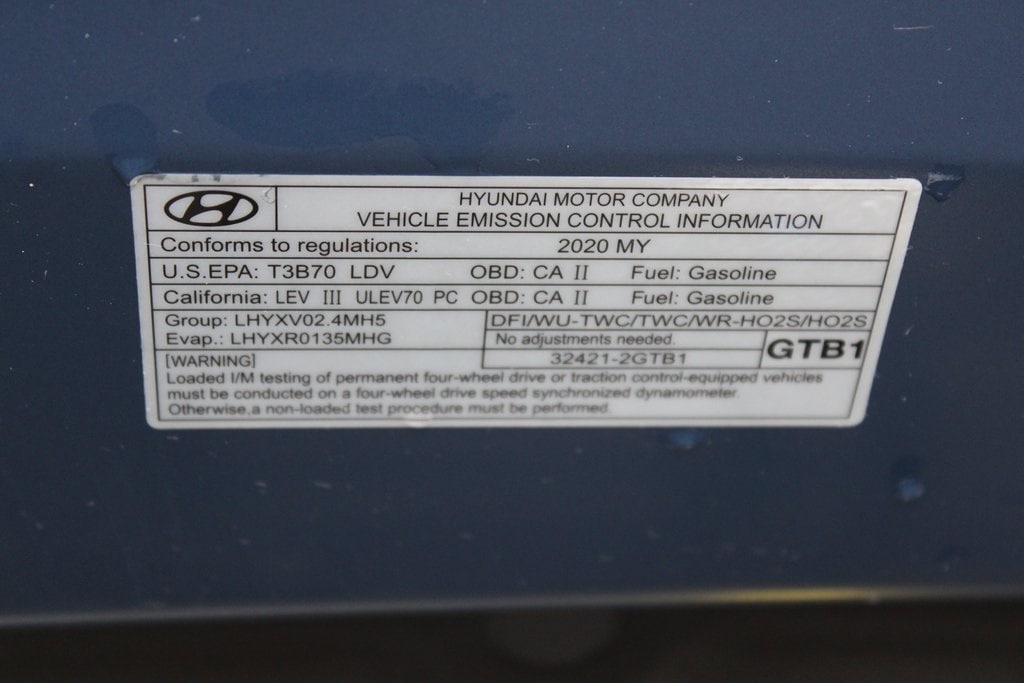 HYUNDAI MOTOR COMPANY
VEHICLE EMISSION CONTROL INFORMATION
Conforms to regulations: 2020 MY
U.S.EPA: T3B70 LDV OBD: CA II Fuel: Gasoline
California: LEV III ULEV70 PC OBD: CA II Fuel: Gasoline
Group: LHYXV02.4MH5 DFI/WU-TWC/TWC/WR-HO2S/HO2S
Evap.: LHYXR0135MHG No adjustments needed. GTB1
[WARNING] 32421-2GTB1
Loaded I/M testing of permanent four-wheel drive or traction control-equipped vehicles
must be conducted on a four-wheel drive speed synchronized dynamometer.
Otherwise,a non-loaded test procedure must be performed.